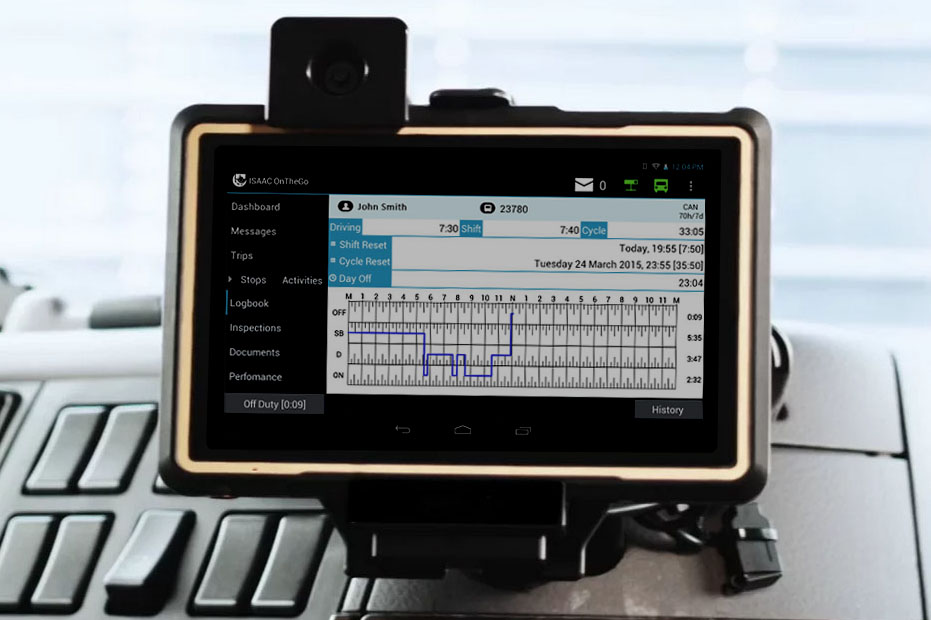 12:04 PM
ISAAC OnTheGo
0
Dashboard
Messages
Trips
Stops Activities
Logbook
Inspections
Documents
Perfomance
Off Duty [0:09]
John Smith 23780 CAN
70h/7d
Driving 7:30 Shift 7:40 Cycle 33:05
Shift Reset Today, 19:55 [7:50]
Cycle Reset Tuesday 24 March 2015, 23:55 [35:50]
Day Off 23:04
M 1 2 3 4 5 6 7 8 9 10 11 N 1 2 3 4 5 6 7 8 9 10 11 M
OFF 0:09
SB 5:35
D 3:47
ON 2:32
History